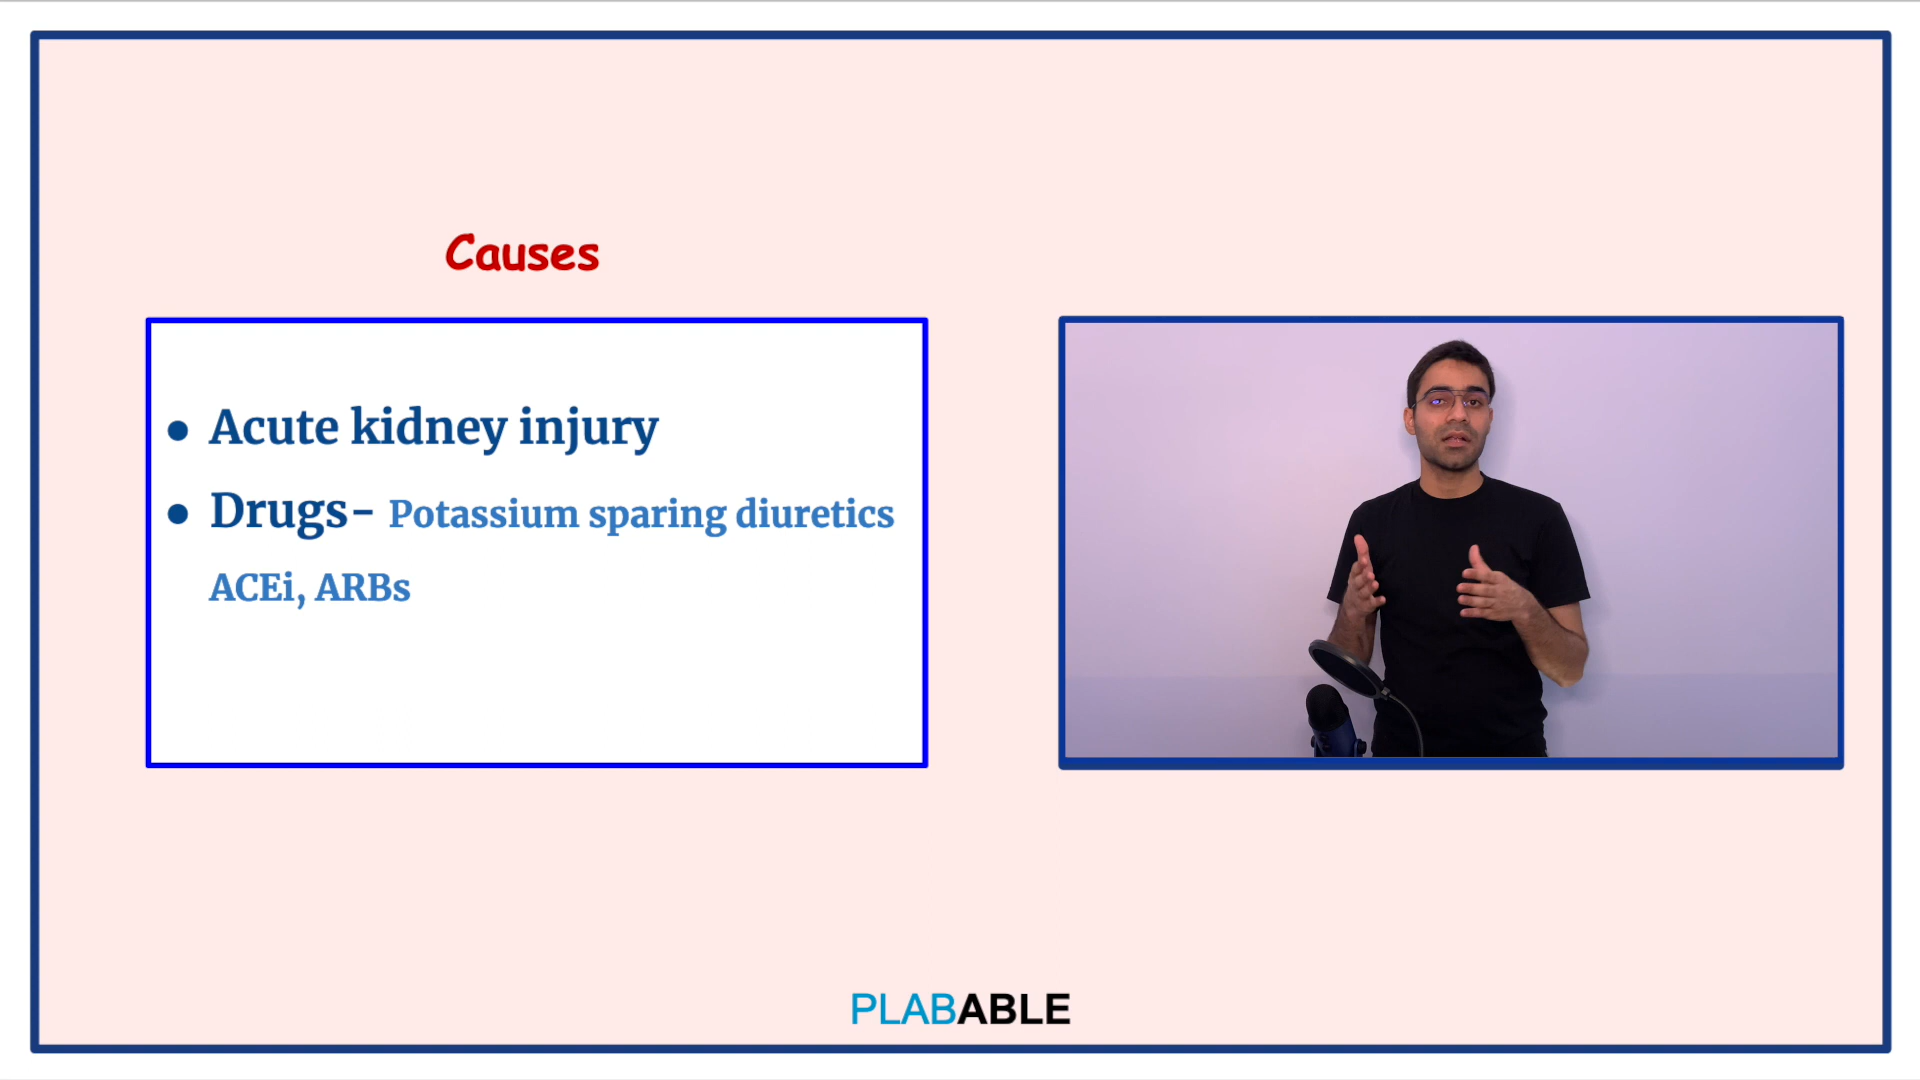 Causes
● Acute kidney injury
● Drugs- Potassium sparing diuretics
ACEi, ARBs
PLABABLE